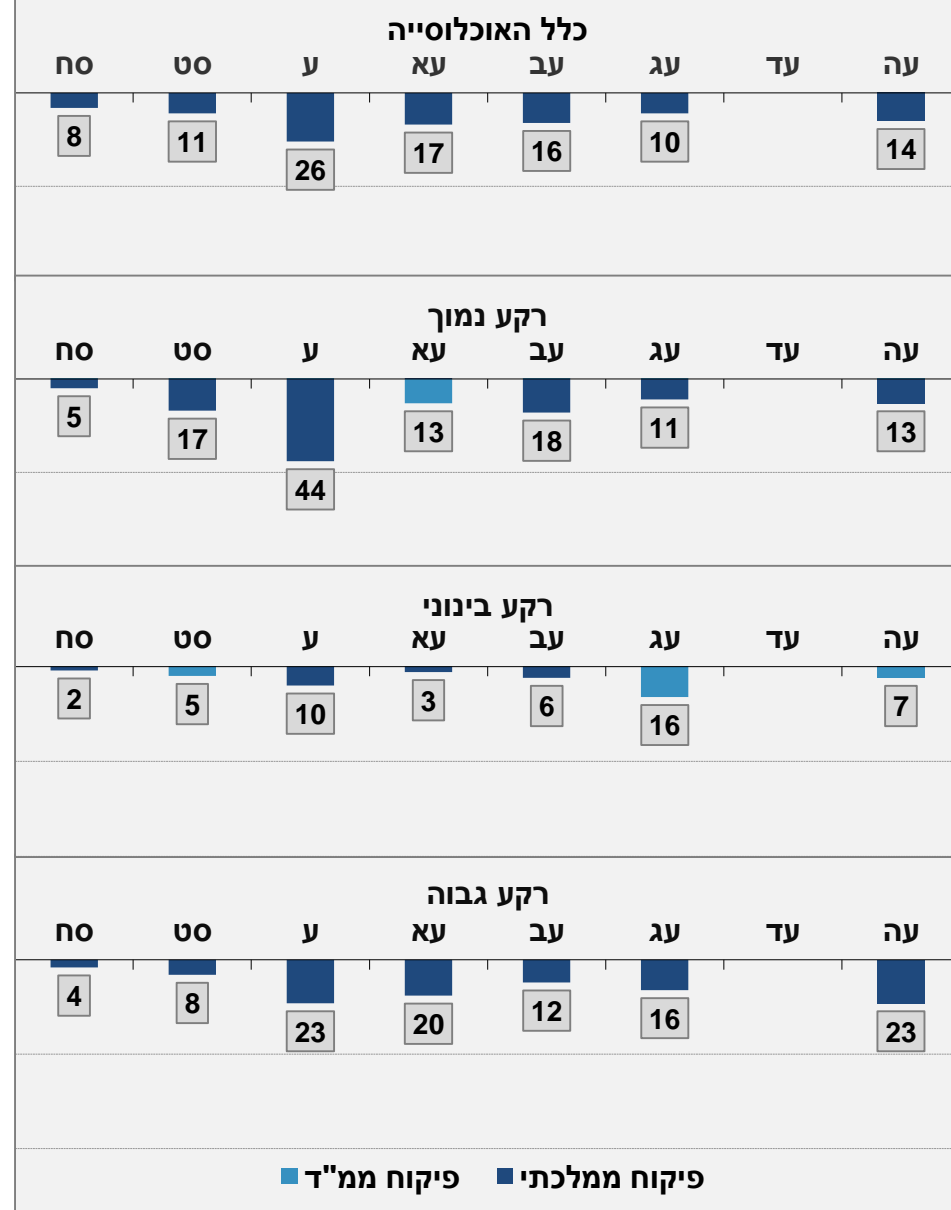 כלל האוכלוסייה
סח סט ע עא עב עג עד עה
8 11 26 17 16 10 14
רקע נמוך
סח סט ע עא עב עג עד עה
5 17 44 13 18 11 13
רקע בינוני
סח סט ע עא עב עג עד עה
2 5 10 3 6 16 7
רקע גבוה
סח סט ע עא עב עג עד עה
4 8 23 20 12 16 23
פיקוח ממלכתי פיקוח ממ"ד